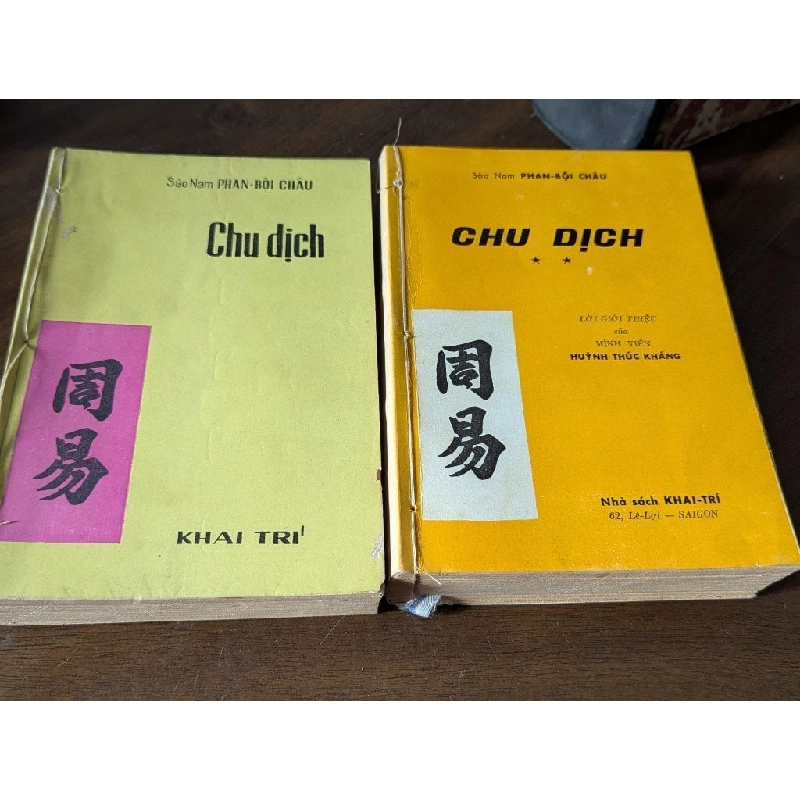 Sào Nam PHAN-BỘI CHÂU
Chu dịch
周
易
KHAI TRÍ
Sào Nam PHAN-BỘI CHÂU
CHU DỊCH
★ ★
LỜI GIỚI THIỆU
của
MÍNH VIÊN
HUỲNH THÚC KHÁNG
周
易
Nhà sách KHAI-TRÍ
62, Lê-Lợi — SAIGON